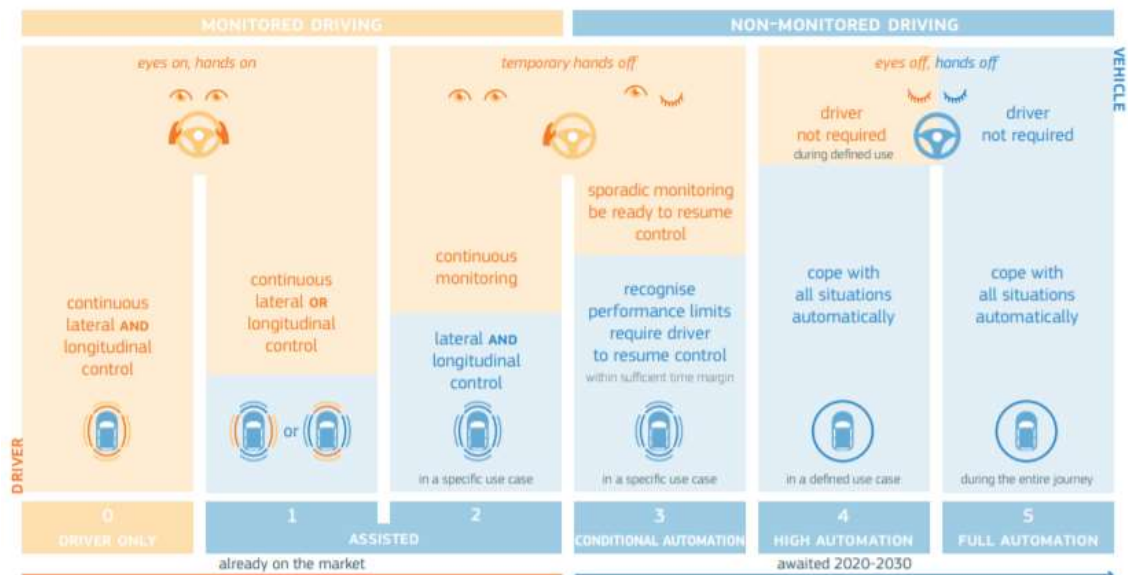 MONITORED DRIVING
NON-MONITORED DRIVING
eyes on, hands on
temporary hands off
eyes off, hands off
VEHICLE
DRIVER
continuous
lateral AND
longitudinal
control
continuous
lateral OR
longitudinal
control
or
continuous
monitoring
lateral AND
longitudinal
control
in a specific use case
sporadic monitoring
be ready to resume
control
recognise
performance limits
require driver
to resume control
within sufficient time margin
in a specific use case
driver
not required
during defined use
cope with
all situations
automatically
in a defined use case
driver
not required
cope with
all situations
automatically
during the entire journey
0
DRIVER ONLY
1
2
ASSISTED
3
CONDITIONAL AUTOMATION
4
HIGH AUTOMATION
5
FULL AUTOMATION
already on the market
awaited 2020-2030